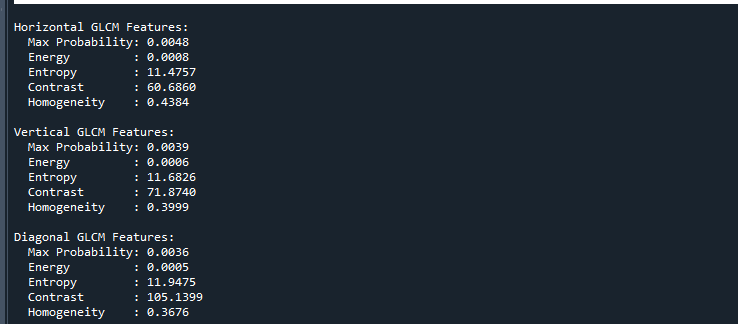 Horizontal GLCM Features:
  Max Probability: 0.0048
  Energy         : 0.0008
  Entropy        : 11.4757
  Contrast       : 60.6860
  Homogeneity    : 0.4384

Vertical GLCM Features:
  Max Probability: 0.0039
  Energy         : 0.0006
  Entropy        : 11.6826
  Contrast       : 71.8740
  Homogeneity    : 0.3999

Diagonal GLCM Features:
  Max Probability: 0.0036
  Energy         : 0.0005
  Entropy        : 11.9475
  Contrast       : 105.1399
  Homogeneity    : 0.3676